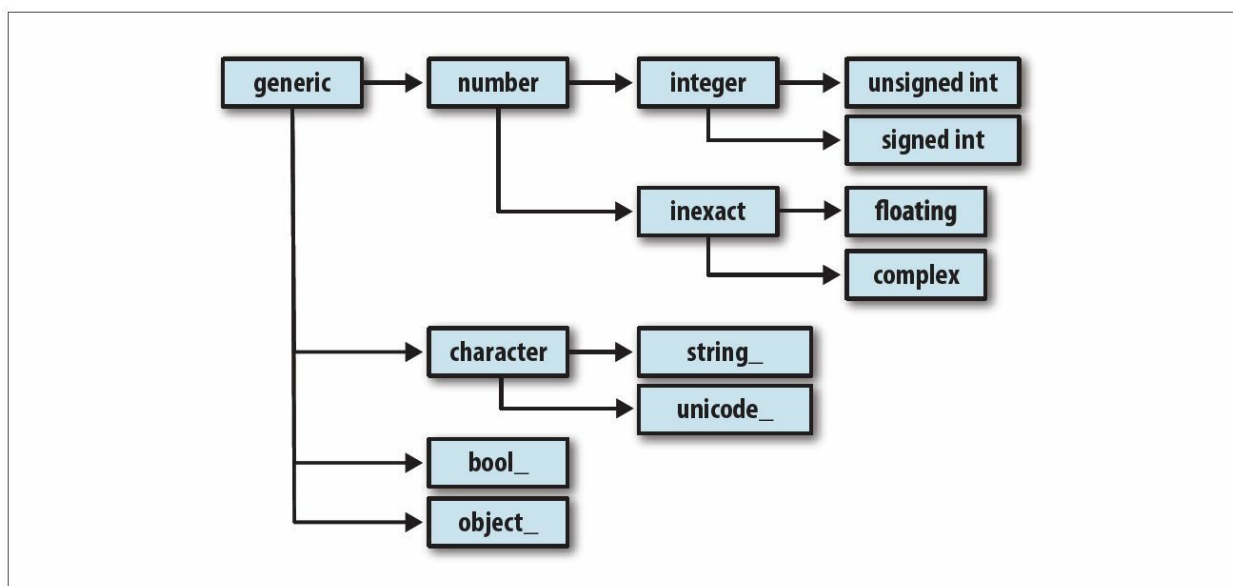 generic
number
integer
unsigned int
signed int
inexact
floating
complex
character
string_
unicode_
bool_
object_